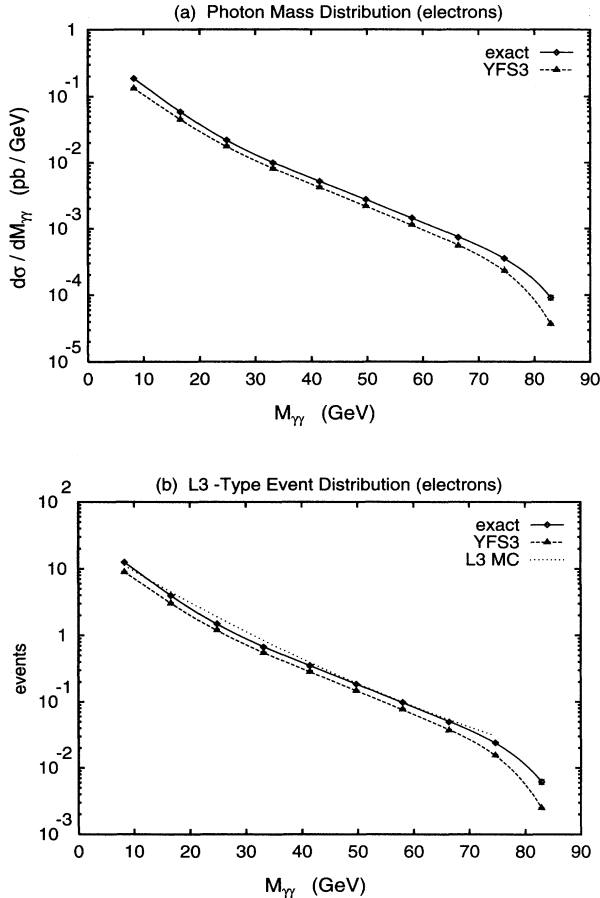 (a) Photon Mass Distribution (electrons)
1
10^-1
10^-2
10^-3
10^-4
10^-5
dσ / dM_γγ (pb / GeV)
exact
YFS3
0 10 20 30 40 50 60 70 80 90
M_γγ (GeV)
(b) L3 -Type Event Distribution (electrons)
10^2
10
1
10^-1
10^-2
10^-3
events
exact
YFS3
L3 MC
0 10 20 30 40 50 60 70 80 90
M_γγ (GeV)